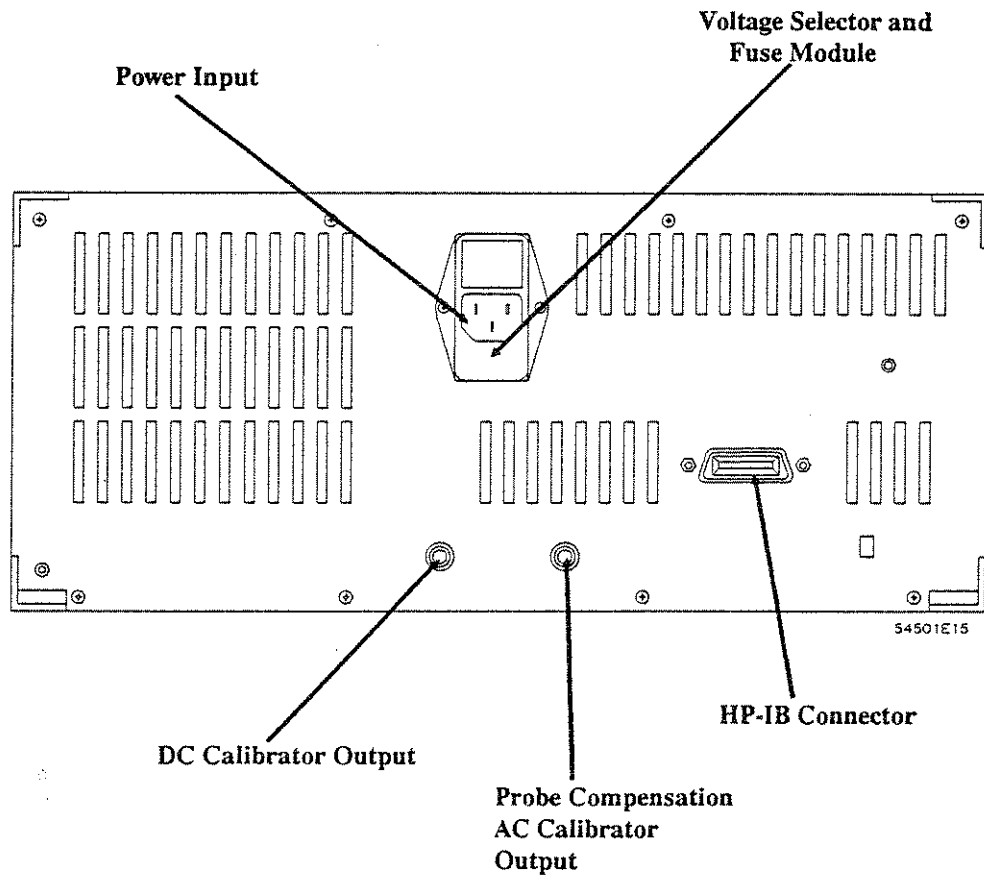 Voltage Selector and
Fuse Module
Power Input
54501E15
HP-IB Connector
DC Calibrator Output
Probe Compensation
AC Calibrator
Output